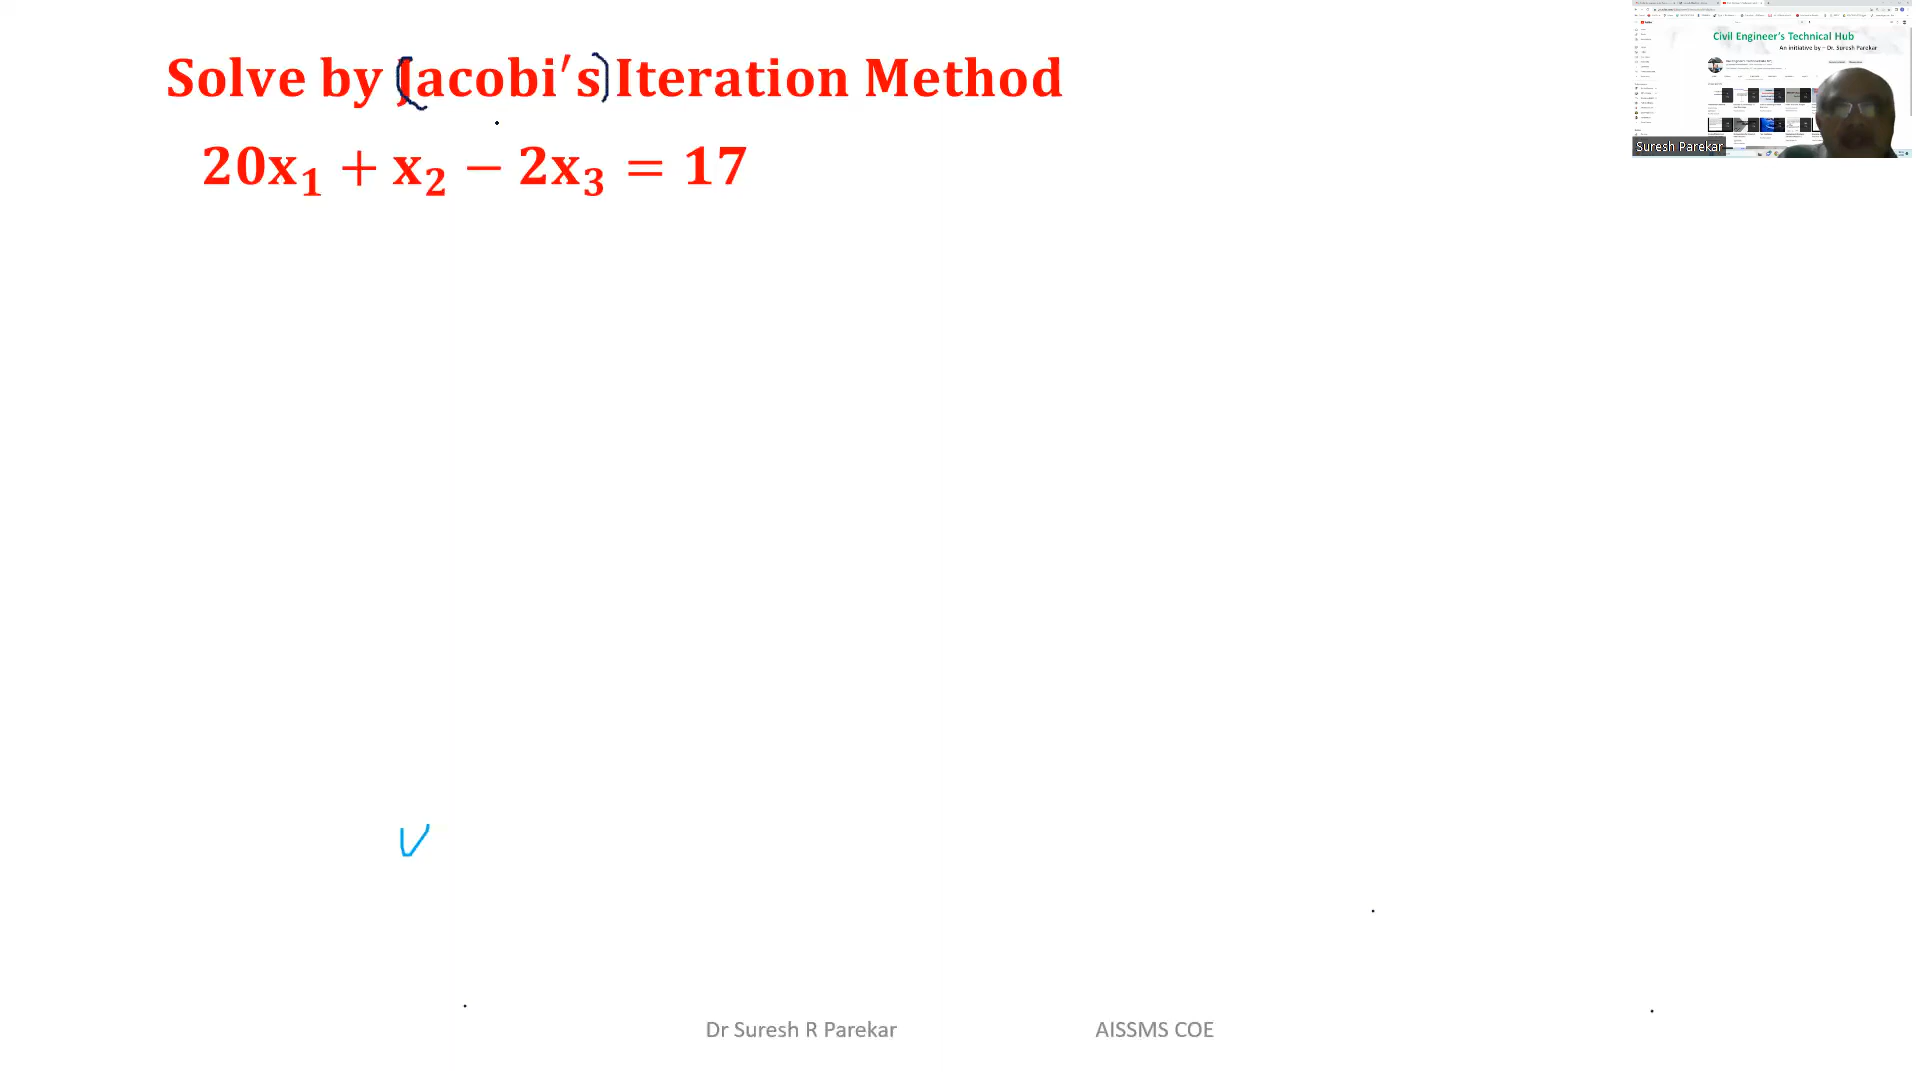 Solve by Jacobi′s Iteration Method
20x₁ + x₂ − 2x₃ = 17
Civil Engineer's Technical Hub
An initiative by – Dr. Suresh Parekar
Suresh Parekar
Dr Suresh R Parekar AISSMS COE